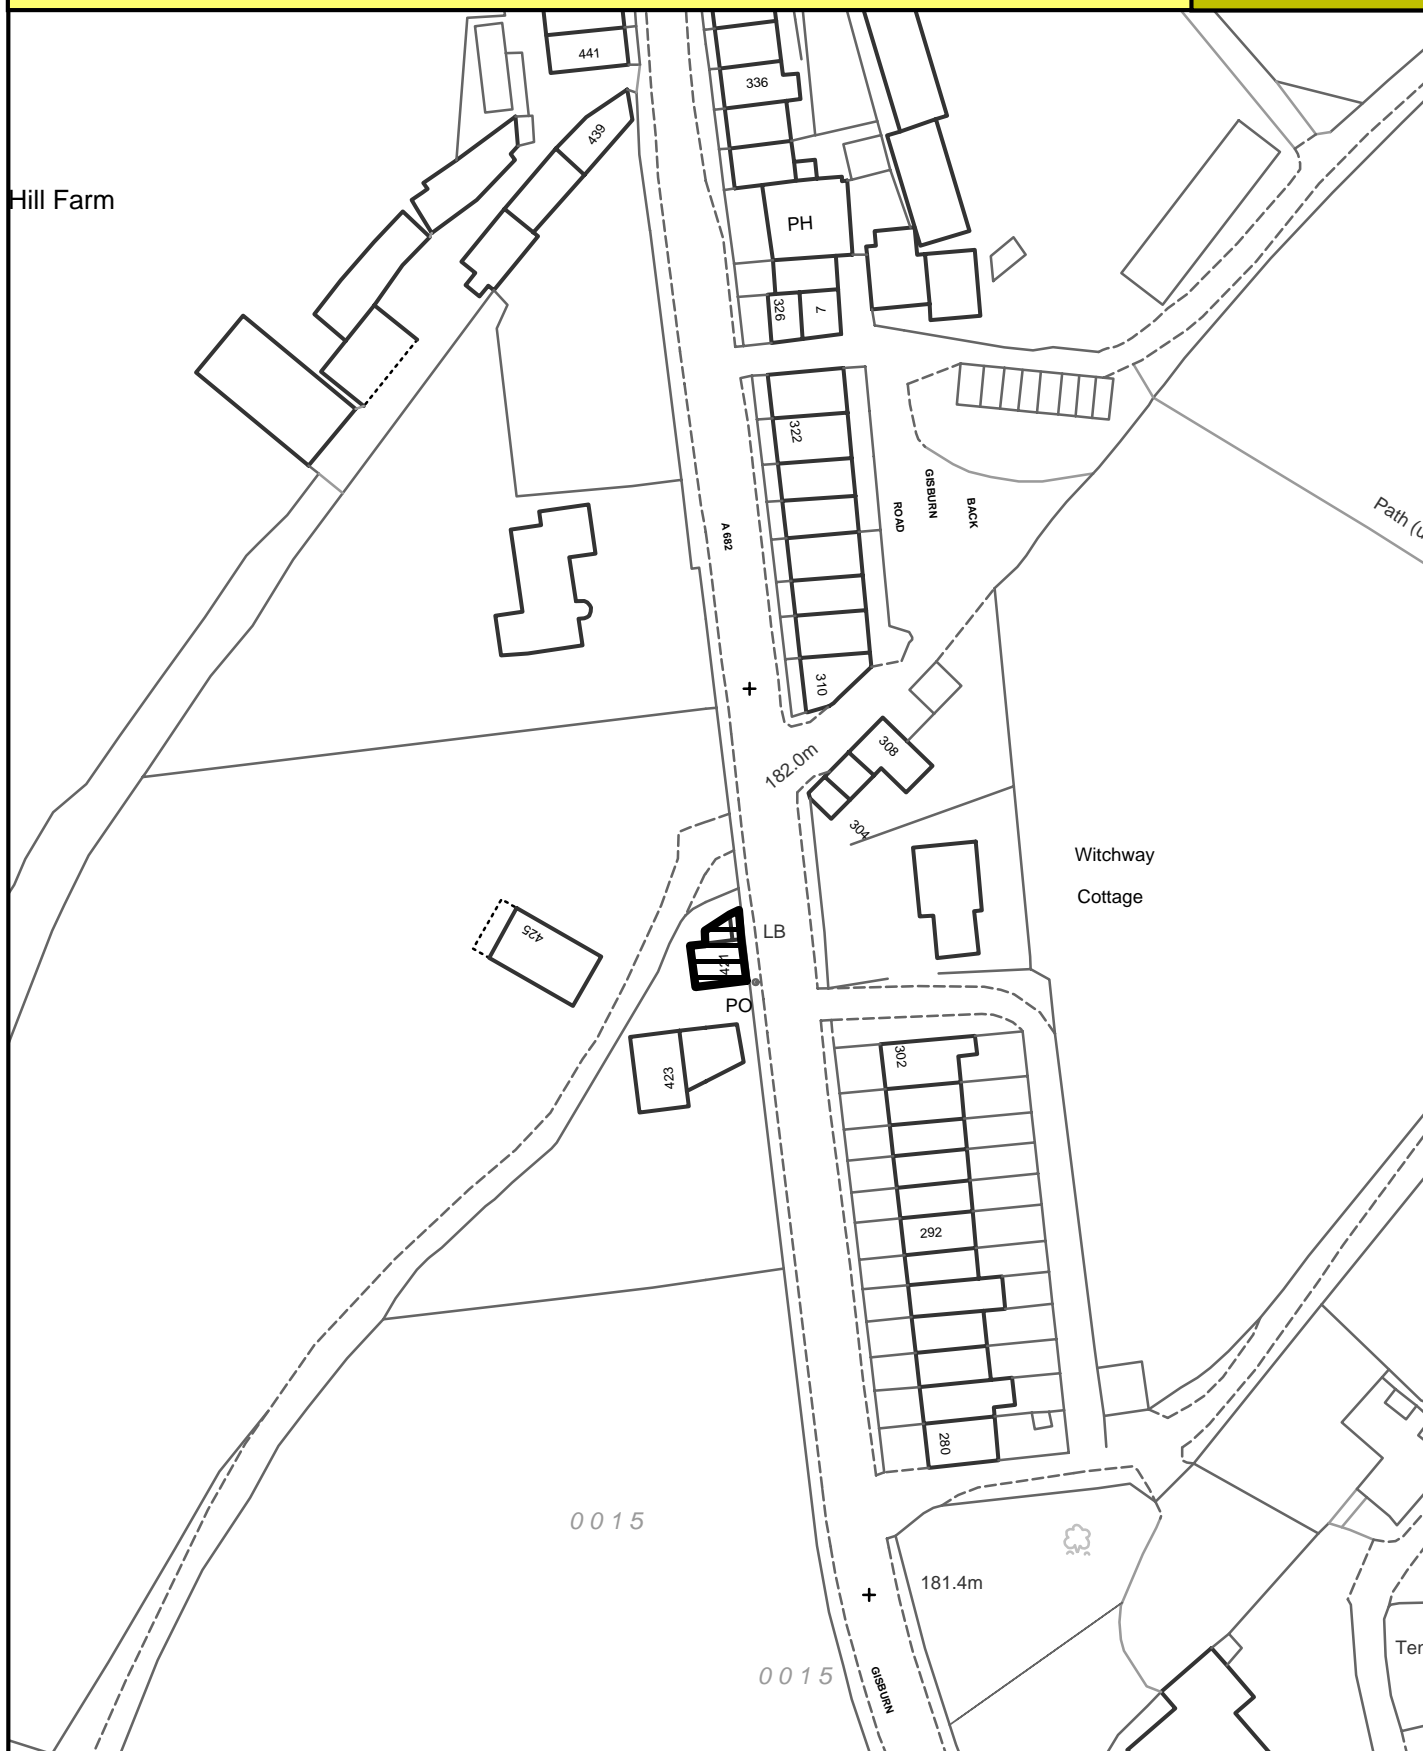 441
336
439
Hill Farm
PH
326
7
322
A 682
ROAD
GISBURN
BACK
Path (u
310
182.0m
308
304
Witchway
Cottage
425
LB
421
PO
423
302
292
280
0015
181.4m
0015
GISBURN
Ter